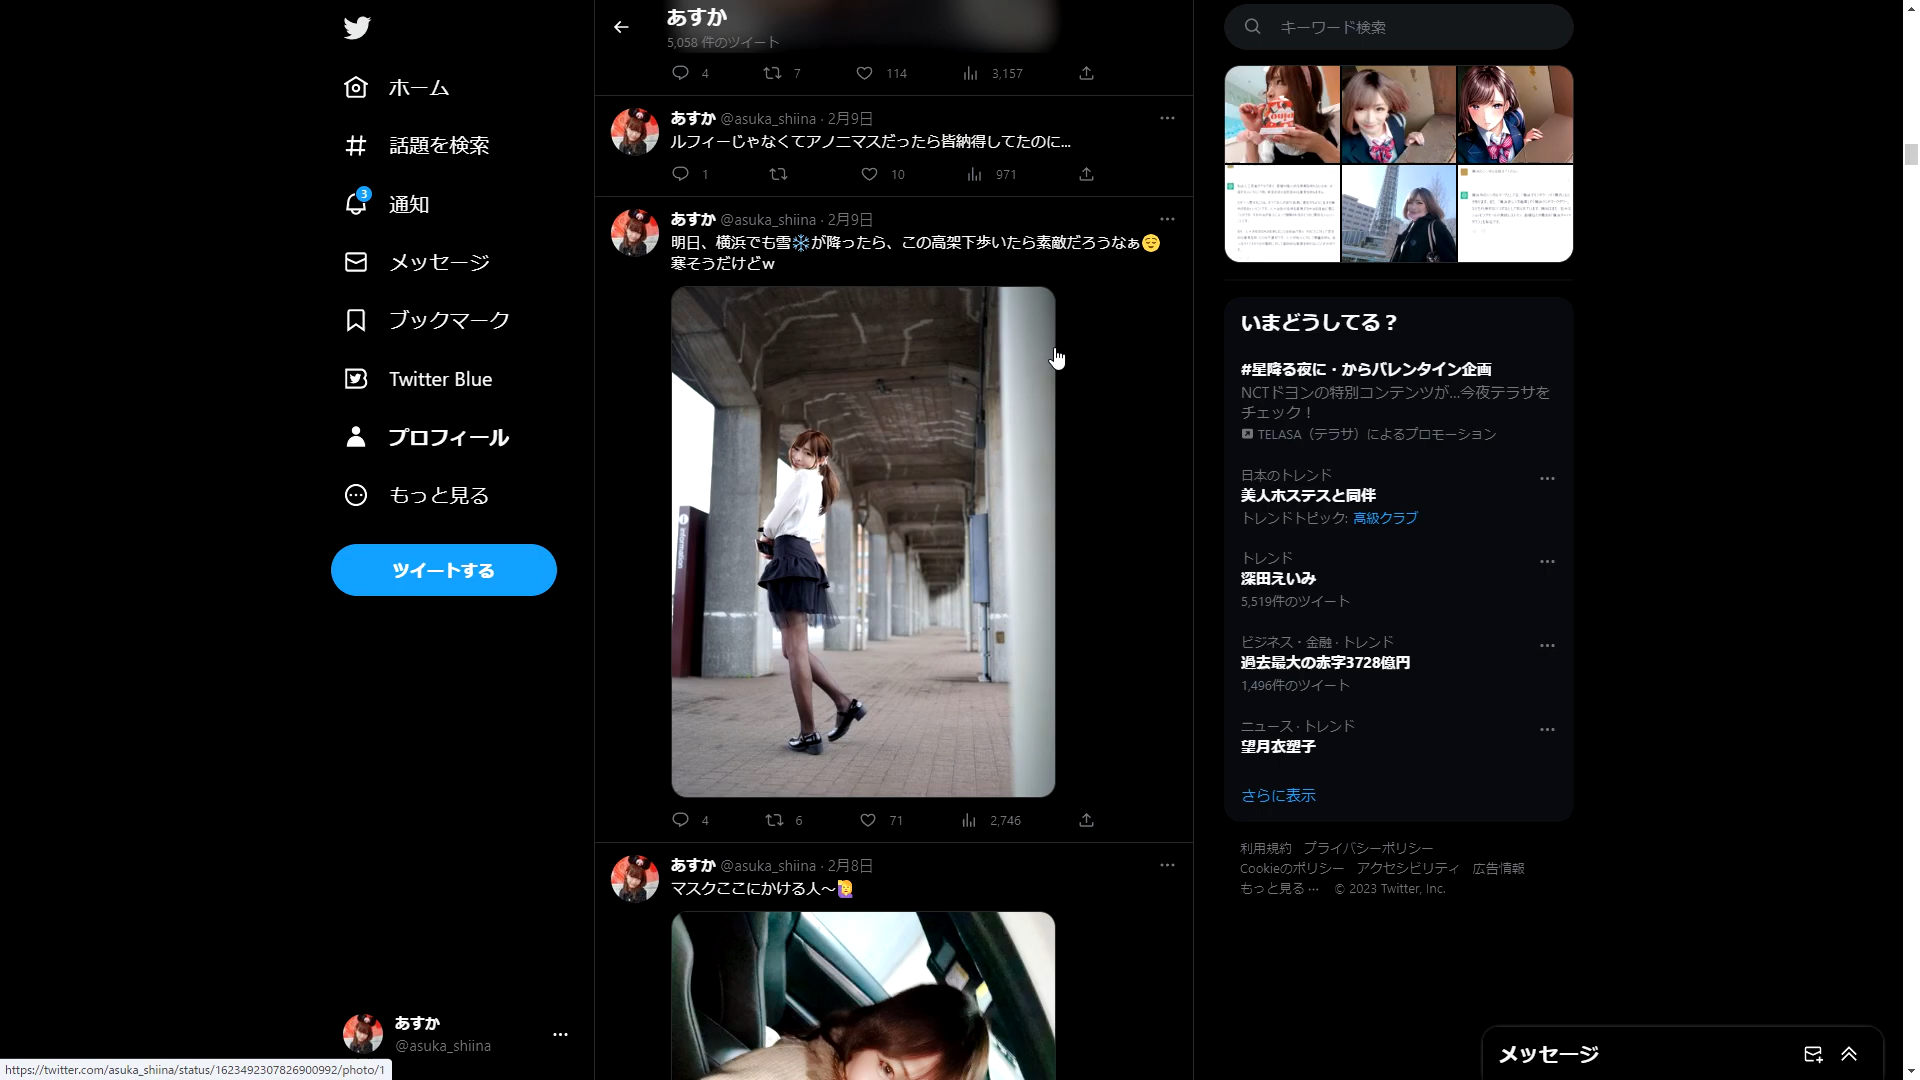 ホーム
話題を検索
3
通知
メッセージ
ブックマーク
Twitter Blue
プロフィール
もっと見る
ツイートする
あすか
@asuka_shiina
https://twitter.com/asuka_shiina/status/1623492307826900992/photo/1
あすか
5,058 件のツイート
4 7 114 3,157
あすか @asuka_shiina · 2月9日
ルフィーじゃなくてアノニマスだったら皆納得してたのに...
1 10 971
あすか @asuka_shiina · 2月9日
明日、横浜でも雪❄が降ったら、この高架下歩いたら素敵だろうなぁ😌
寒そうだけどw
information
4 6 71 2,746
あすか @asuka_shiina · 2月8日
マスクここにかける人〜🙋
キーワード検索
いまどうしてる？
#星降る夜に・からバレンタイン企画
NCTドヨンの特別コンテンツが...今夜テラサを
チェック！
TELASA（テラサ）によるプロモーション
日本のトレンド
美人ホステスと同伴
トレンドトピック: 高級クラブ
トレンド
深田えいみ
5,519件のツイート
ビジネス・金融・トレンド
過去最大の赤字3728億円
1,496件のツイート
ニュース・トレンド
望月衣塑子
さらに表示
利用規約 プライバシーポリシー
Cookieのポリシー アクセシビリティ 広告情報
もっと見る ... © 2023 Twitter, Inc.
メッセージ